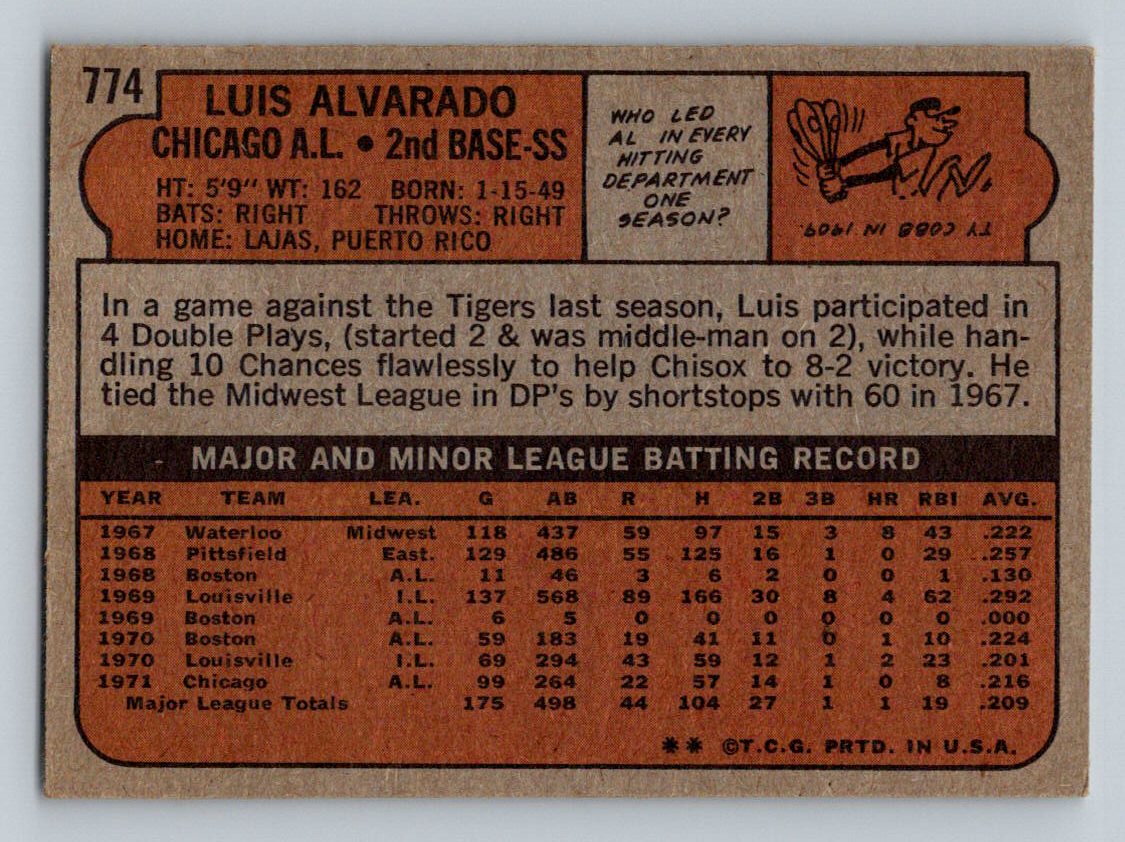 774
LUIS ALVARADO
CHICAGO A.L. • 2nd BASE-SS
HT: 5'9" WT: 162 BORN: 1-15-49
BATS: RIGHT THROWS: RIGHT
HOME: LAJAS, PUERTO RICO
WHO LED
AL IN EVERY
HITTING
DEPARTMENT
ONE
SEASON?
TY COBB IN 1909.
In a game against the Tigers last season, Luis participated in
4 Double Plays, (started 2 & was middle-man on 2), while han-
dling 10 Chances flawlessly to help Chisox to 8-2 victory. He
tied the Midwest League in DP's by shortstops with 60 in 1967.
MAJOR AND MINOR LEAGUE BATTING RECORD
YEAR TEAM LEA. G AB R H 2B 3B HR RBI AVG.
1967 Waterloo Midwest 118 437 59 97 15 3 8 43 .222
1968 Pittsfield East. 129 486 55 125 16 1 0 29 .257
1968 Boston A.L. 11 46 3 6 2 0 0 1 .130
1969 Louisville I.L. 137 568 89 166 30 8 4 62 .292
1969 Boston A.L. 6 5 0 0 0 0 0 0 .000
1970 Boston A.L. 59 183 19 41 11 0 1 10 .224
1970 Louisville I.L. 69 294 43 59 12 1 2 23 .201
1971 Chicago A.L. 99 264 22 57 14 1 0 8 .216
Major League Totals 175 498 44 104 27 1 1 19 .209
** ©T.C.G. PRTD. IN U.S.A.